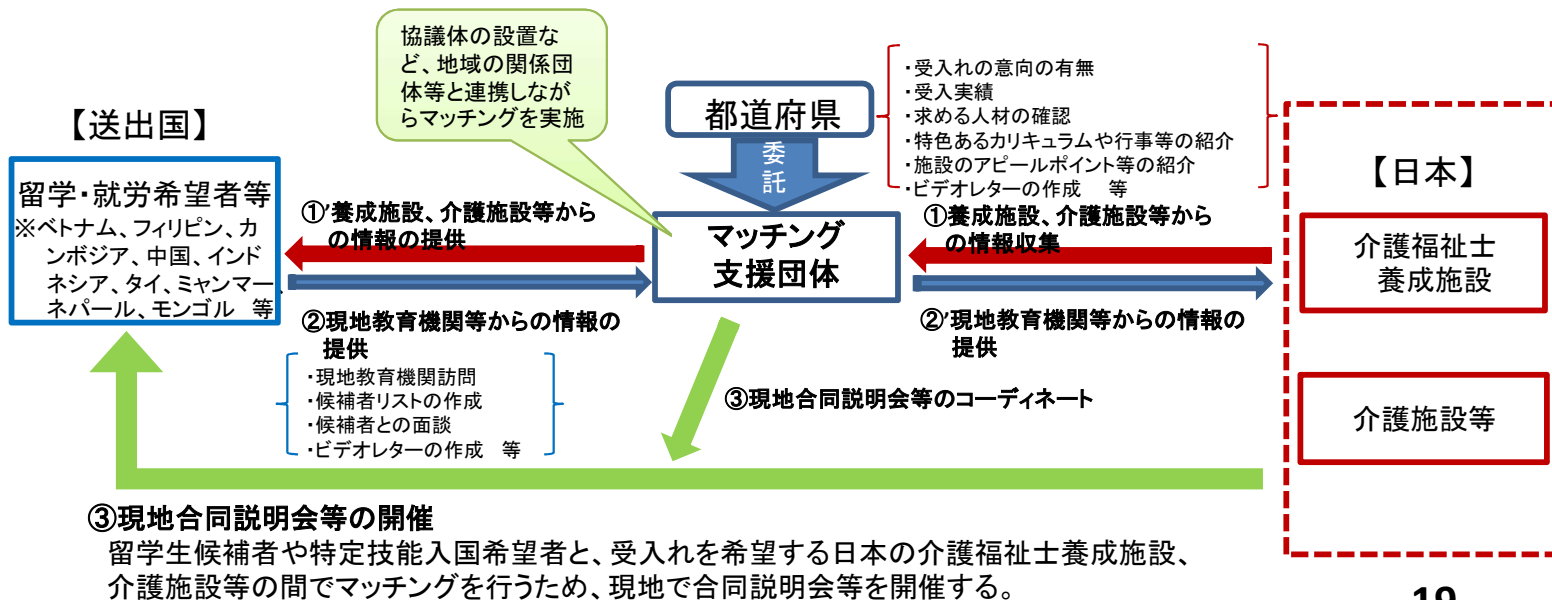 協議体の設置な
ど、地域の関係団
体等と連携しなが
らマッチングを実施
都道府県
委
託
・受入れの意向の有無
・受入実績
・求める人材の確認
・特色あるカリキュラムや行事等の紹介
・施設のアピールポイント等の紹介
・ビデオレターの作成　等
【送出国】
留学・就労希望者等
※ベトナム、フィリピン、カ
ンボジア、中国、インド
ネシア、タイ、ミャンマー、
ネパール、モンゴル　等
①’養成施設、介護施設等から
の情報の提供
マッチング
支援団体
①養成施設、介護施設等から
の情報収集
【日本】
介護福祉士
養成施設
介護施設等
②現地教育機関等からの情報の
提供
・現地教育機関訪問
・候補者リストの作成
・候補者との面談
・ビデオレターの作成　等
②’現地教育機関等からの情報の
提供
③現地合同説明会等のコーディネート
③現地合同説明会等の開催
留学生候補者や特定技能入国希望者と、受入れを希望する日本の介護福祉士養成施設、
介護施設等の間でマッチングを行うため、現地で合同説明会等を開催する。
19